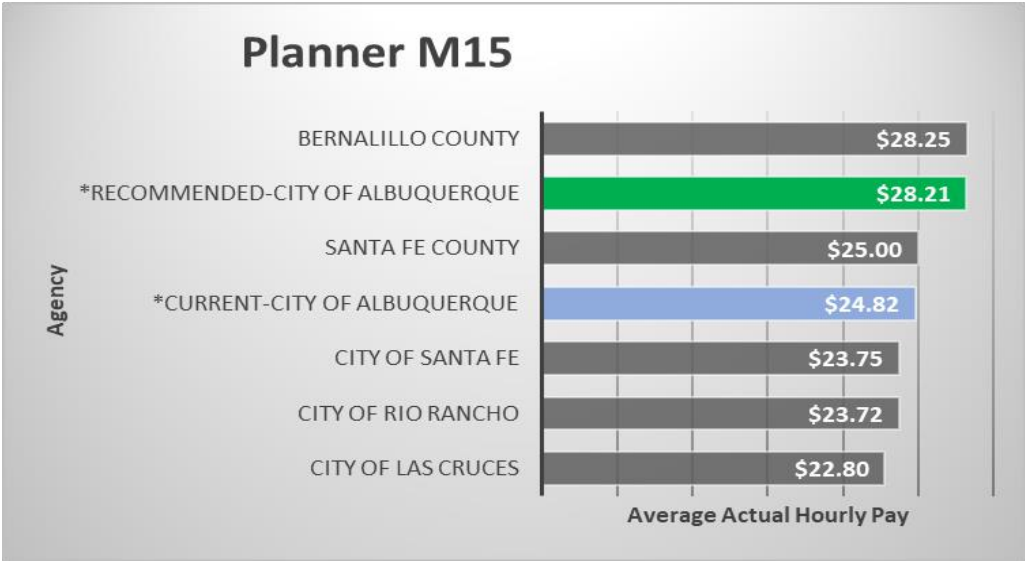 Planner M15
BERNALILLO COUNTY $28.25
*RECOMMENDED-CITY OF ALBUQUERQUE $28.21
SANTA FE COUNTY $25.00
*CURRENT-CITY OF ALBUQUERQUE $24.82
CITY OF SANTA FE $23.75
CITY OF RIO RANCHO $23.72
CITY OF LAS CRUCES $22.80
Agency
Average Actual Hourly Pay